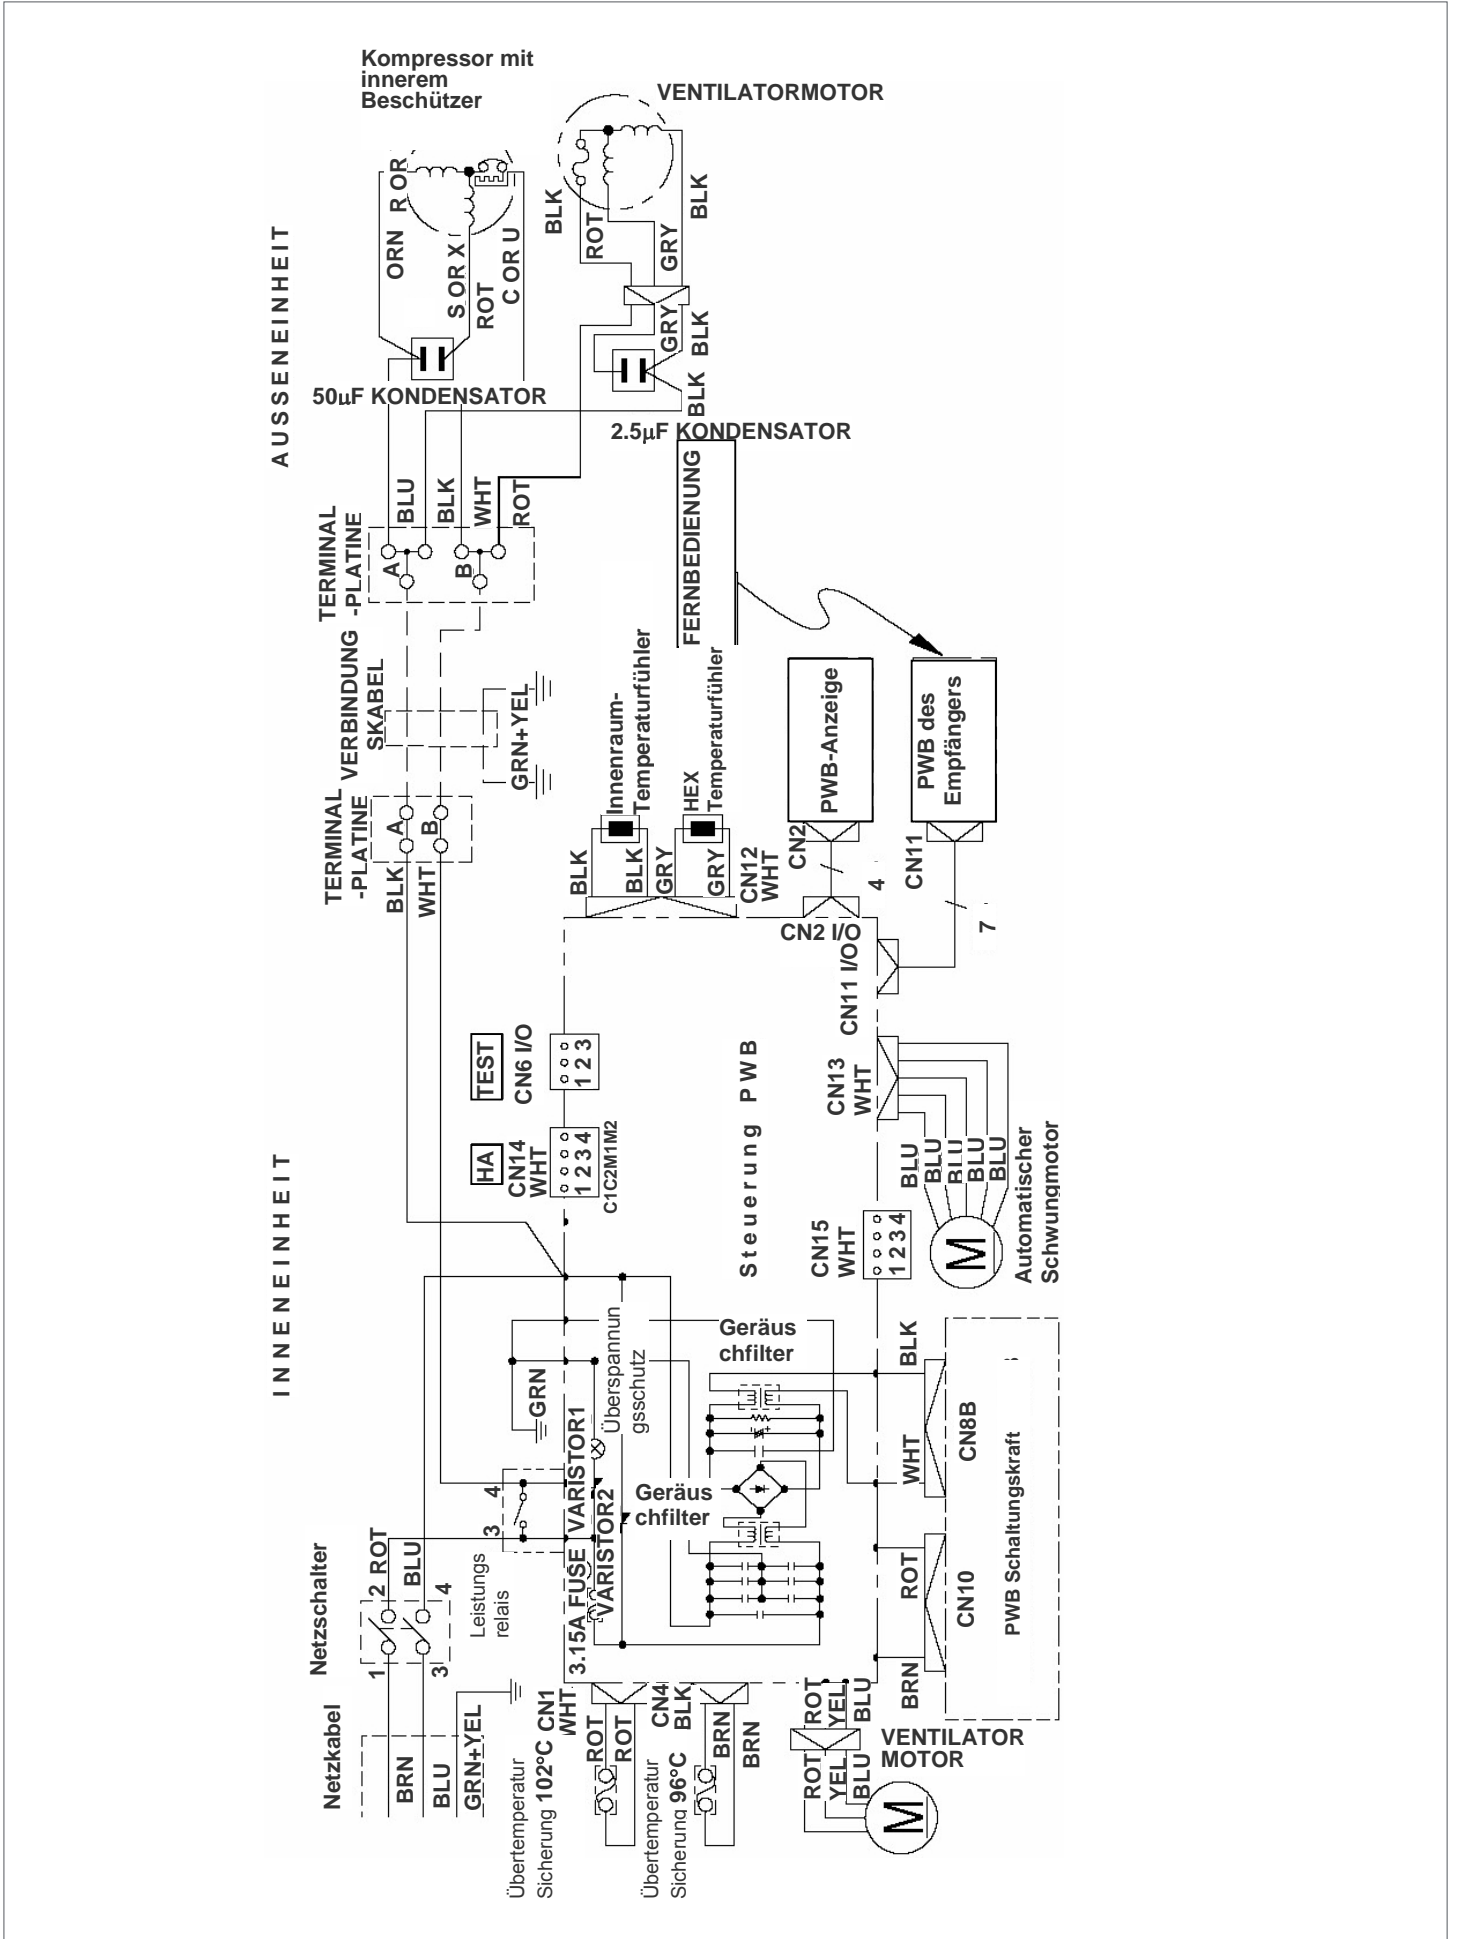 Kompressor mit
innerem
Beschützer
VENTILATORMOTOR
AUSSENEINHEIT
ORN
R OR
S OR X
ROT
C OR U
BLK
ROT
GRY
BLK
GRY
BLK
BLK
50µF KONDENSATOR
2.5µF KONDENSATOR
TERMINAL
-PLATINE
BLU
BLK
WHT
ROT
A
B
FERNBEDIENUNG
VERBINDUNG
SKABEL
GRN+YEL
Innenraum-
Temperaturfühler
HEX
Temperaturfühler
PWB-Anzeige
PWB des
Empfängers
TERMINAL
-PLATINE
A
B
BLK
WHT
BLK
BLK
GRY
GRY
CN12
WHT
CN2
4
CN11
7
CN2 I/O
CN11 I/O
INNENEINHEIT
TEST
CN6 I/O
1 2 3
HA
CN14
WHT
1 2 3 4
C1C2M1M2
Steuerung PWB
CN13
WHT
BLU
BLU
BLU
BLU
BLU
Automatischer
Schwungmotor
M
CN15
WHT
1 2 3 4
GRN
Überspannun
gsschutz
Geräus
chfilter
Geräus
chfilter
3.15A FUSE
VARISTOR1
VARISTOR2
BLK
WHT
CN8B
ROT
BRN
CN10
PWB Schaltungskraft
Netzschalter
2
ROT
BLU
4
1
3
3
4
Leistungs
relais
Netzkabel
BRN
BLU
GRN+YEL
Übertemperatur
Sicherung 102°C
CN1
WHT
ROT
ROT
Übertemperatur
Sicherung 96°C
CN4
BLK
BRN
BRN
ROT
YEL
BLU
ROT
YEL
BLU
VENTILATOR
MOTOR
M